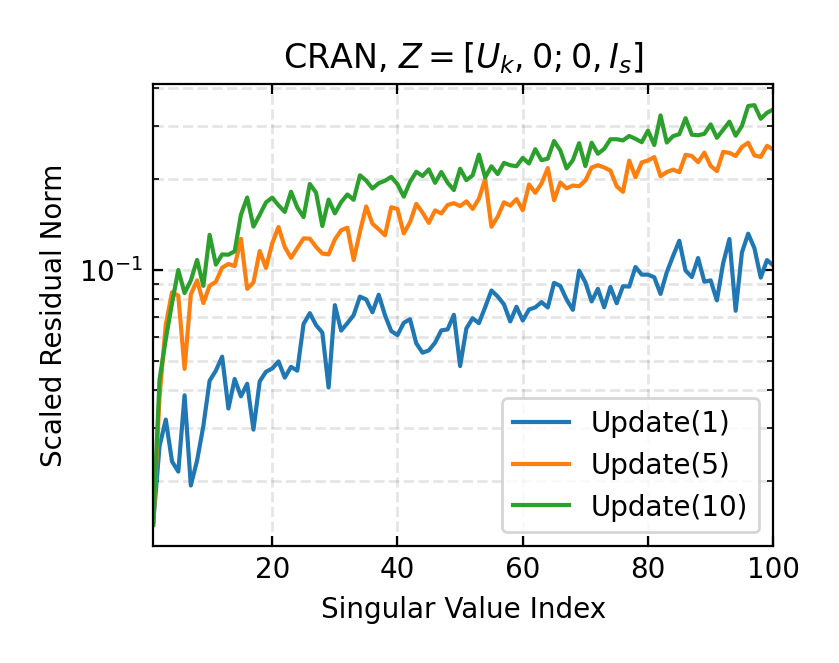 CRAN, $Z = [U_k, 0; 0, I_s]$
Scaled Residual Norm
$10^{-1}$
Update(1)
Update(5)
Update(10)
20 40 60 80 100
Singular Value Index